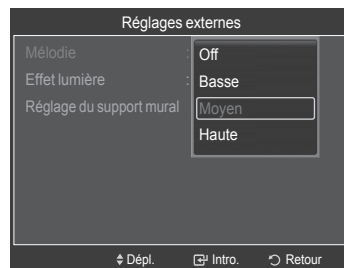 Réglages externes
Mélodie : Off
Effet lumière : Basse
Réglage du support mural Moyen
Haute
Dépl. Intro. Retour